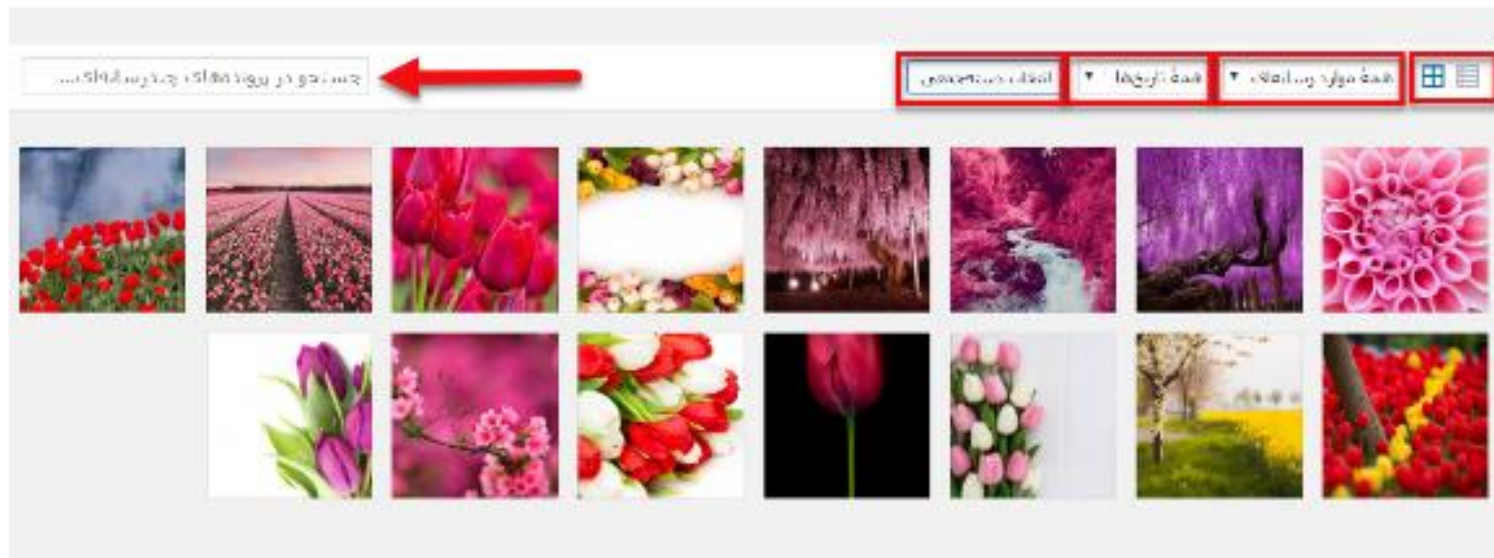 همهٔ موارد رسانه‌ای
همهٔ تاریخ‌ها
انتخاب دسته‌جمعی
جستجو در پرونده‌های چندرسانه‌ای...